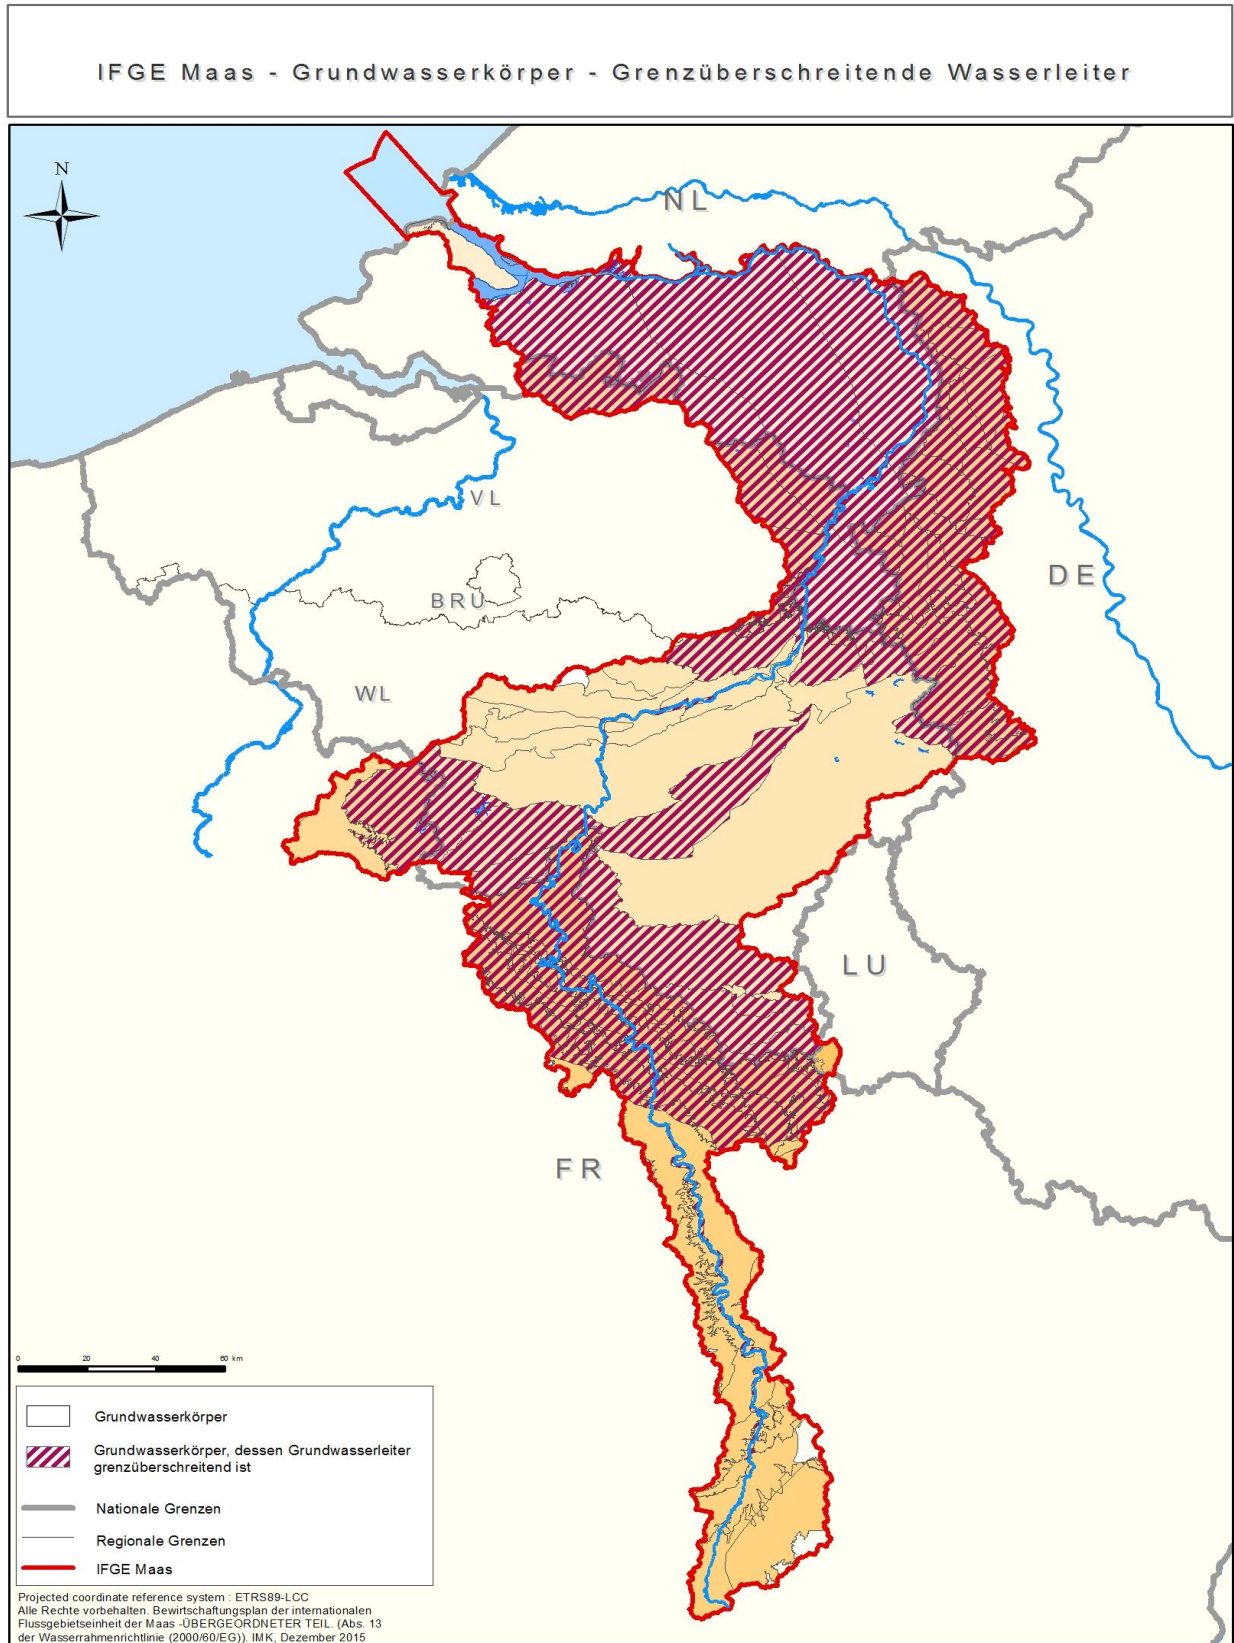 IFGE Maas - Grundwasserkörper - Grenzüberschreitende Wasserleiter
N
NL
VL
DE
BRU
WL
LU
FR
0 20 40 60 km
Grundwasserkörper
Grundwasserkörper, dessen Grundwasserleiter
grenzüberschreitend ist
Nationale Grenzen
Regionale Grenzen
IFGE Maas
Projected coordinate reference system : ETRS89-LCC
Alle Rechte vorbehalten. Bewirtschaftungsplan der internationalen
Flussgebietseinheit der Maas -ÜBERGEORDNETER TEIL. (Abs. 13
der Wasserrahmenrichtlinie (2000/60/EG)). IMK, Dezember 2015